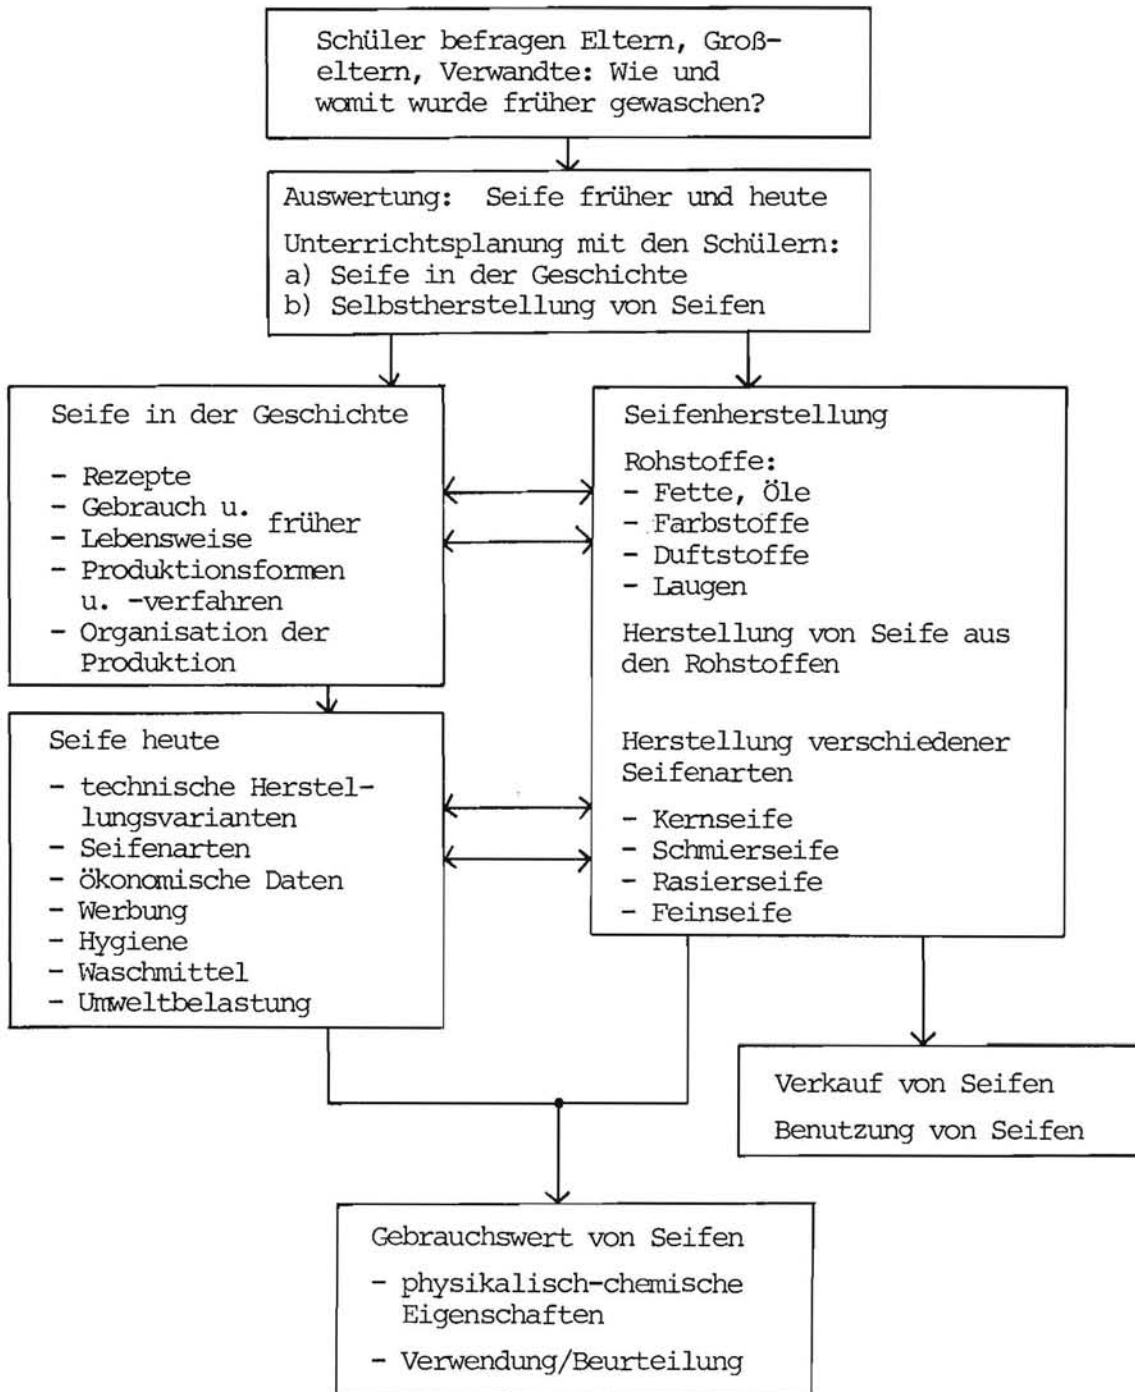 Schüler befragen Eltern, Groß-
eltern, Verwandte: Wie und
womit wurde früher gewaschen?
Auswertung: Seife früher und heute
Unterrichtsplanung mit den Schülern:
a) Seife in der Geschichte
b) Selbstherstellung von Seifen
Seife in der Geschichte
- Rezepte
- Gebrauch u.
früher
- Lebensweise
- Produktionsformen
u. -verfahren
- Organisation der
Produktion
Seifenherstellung
Rohstoffe:
- Fette, Öle
- Farbstoffe
- Duftstoffe
- Laugen
Herstellung von Seife aus
den Rohstoffen
Herstellung verschiedener
Seifenarten
- Kernseife
- Schmierseife
- Rasierseife
- Feinseife
Seife heute
- technische Herstel-
lungsvarianten
- Seifenarten
- ökonomische Daten
- Werbung
- Hygiene
- Waschmittel
- Umweltbelastung
Verkauf von Seifen
Benutzung von Seifen
Gebrauchswert von Seifen
- physikalisch-chemische
Eigenschaften
- Verwendung/Beurteilung